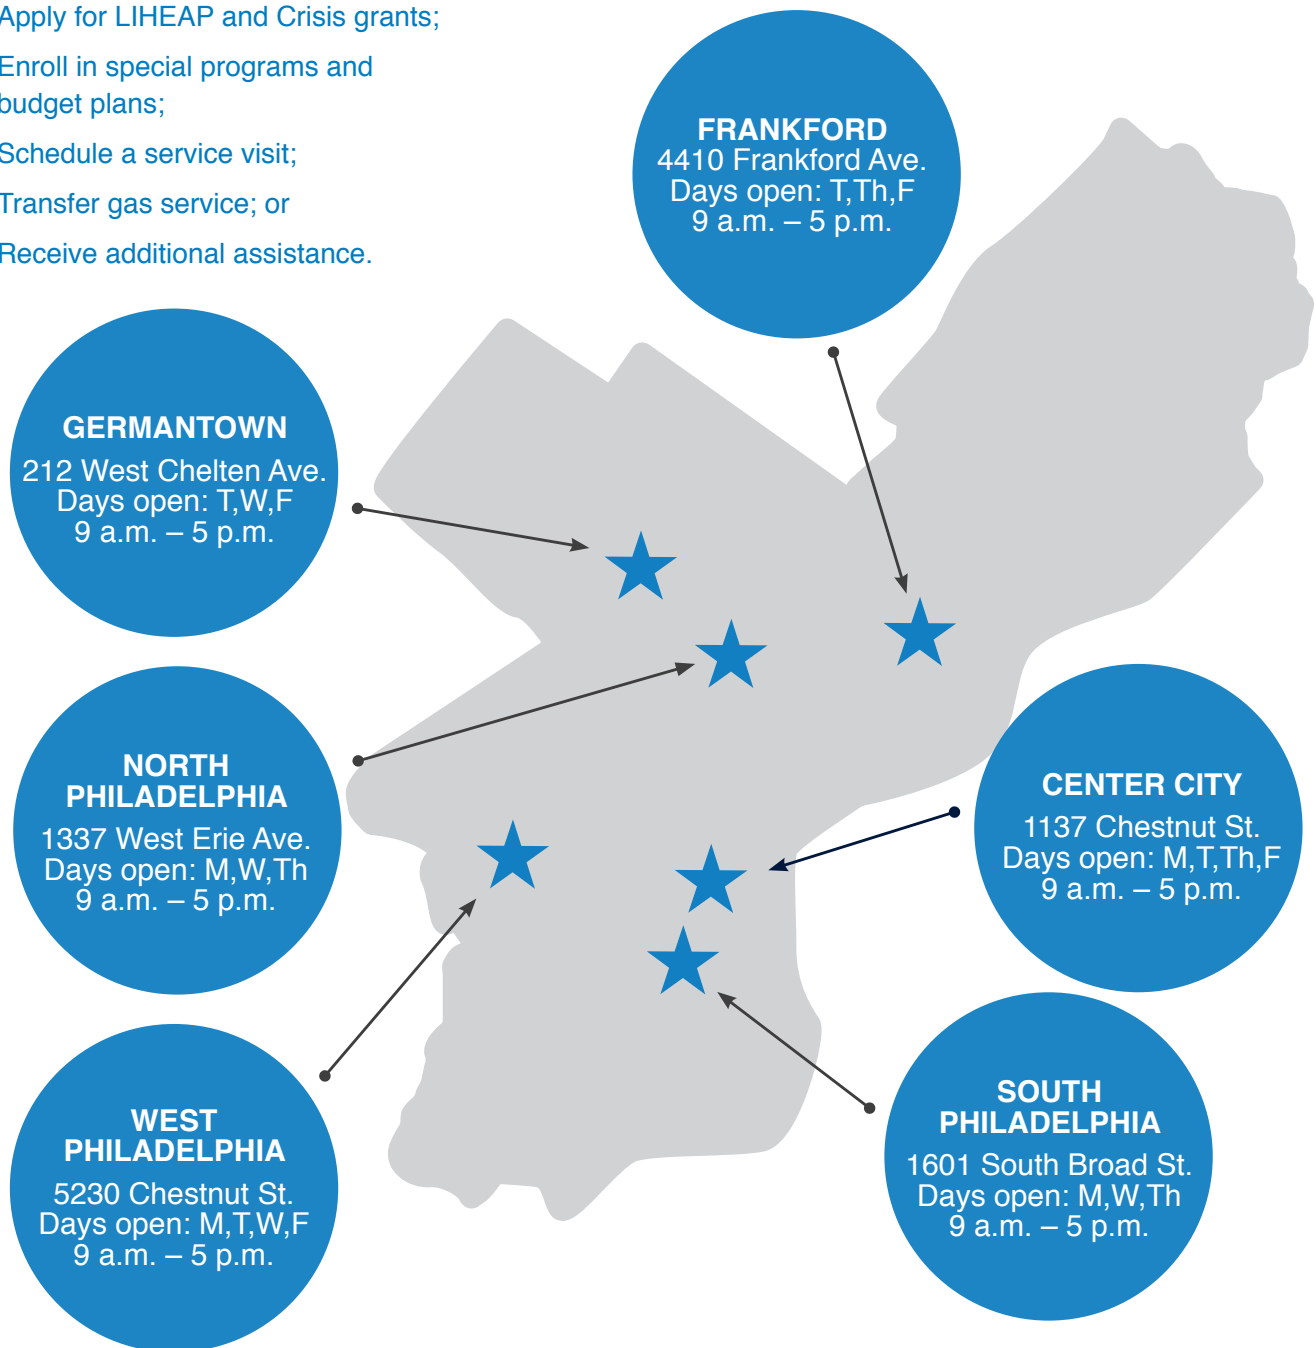 Apply for LIHEAP and Crisis grants;
Enroll in special programs and
budget plans;
Schedule a service visit;
Transfer gas service; or
Receive additional assistance.
FRANKFORD
4410 Frankford Ave.
Days open: T,Th,F
9 a.m. – 5 p.m.
GERMANTOWN
212 West Chelten Ave.
Days open: T,W,F
9 a.m. – 5 p.m.
NORTH
PHILADELPHIA
1337 West Erie Ave.
Days open: M,W,Th
9 a.m. – 5 p.m.
CENTER CITY
1137 Chestnut St.
Days open: M,T,Th,F
9 a.m. – 5 p.m.
WEST
PHILADELPHIA
5230 Chestnut St.
Days open: M,T,W,F
9 a.m. – 5 p.m.
SOUTH
PHILADELPHIA
1601 South Broad St.
Days open: M,W,Th
9 a.m. – 5 p.m.